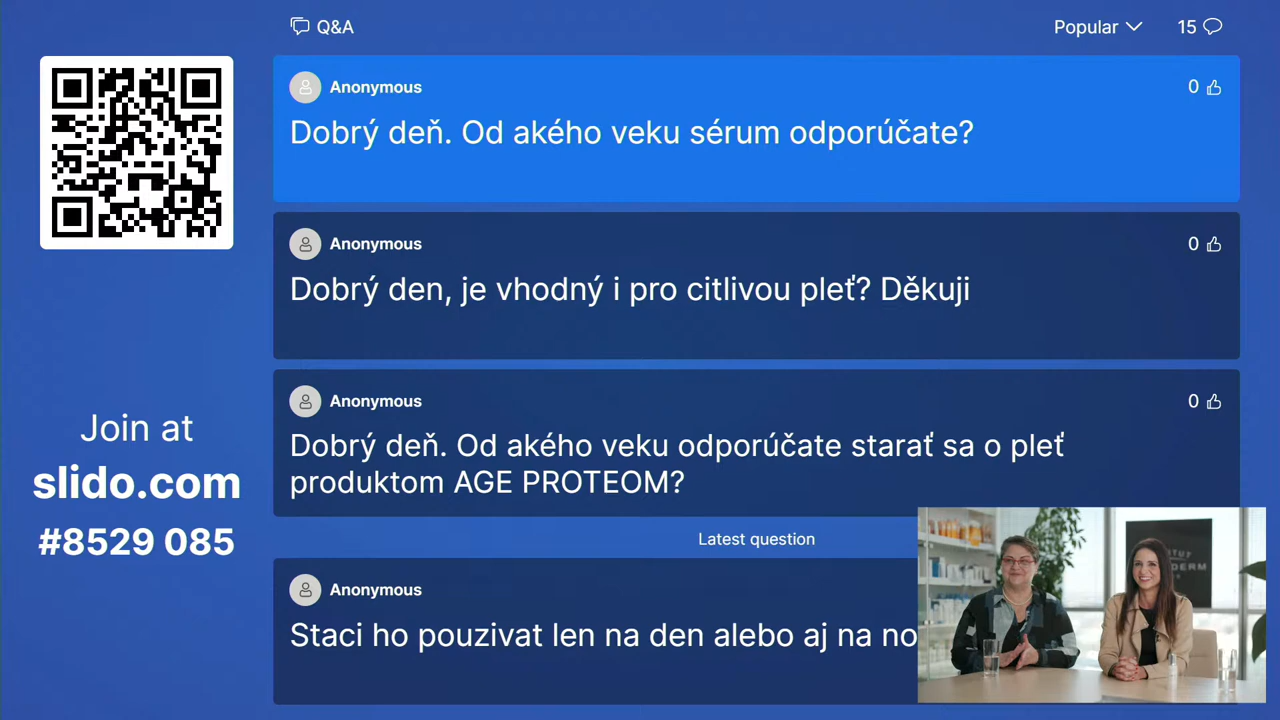 Q&A
Popular
15
Anonymous
0
Dobrý deň. Od akého veku sérum odporúčate?
Anonymous
0
Dobrý den, je vhodný i pro citlivou pleť? Děkuji
Anonymous
0
Dobrý deň. Od akého veku odporúčate starať sa o pleť
produktom AGE PROTEOM?
Join at
slido.com
#8529 085
Latest question
Anonymous
Staci ho pouzivat len na den alebo aj na no